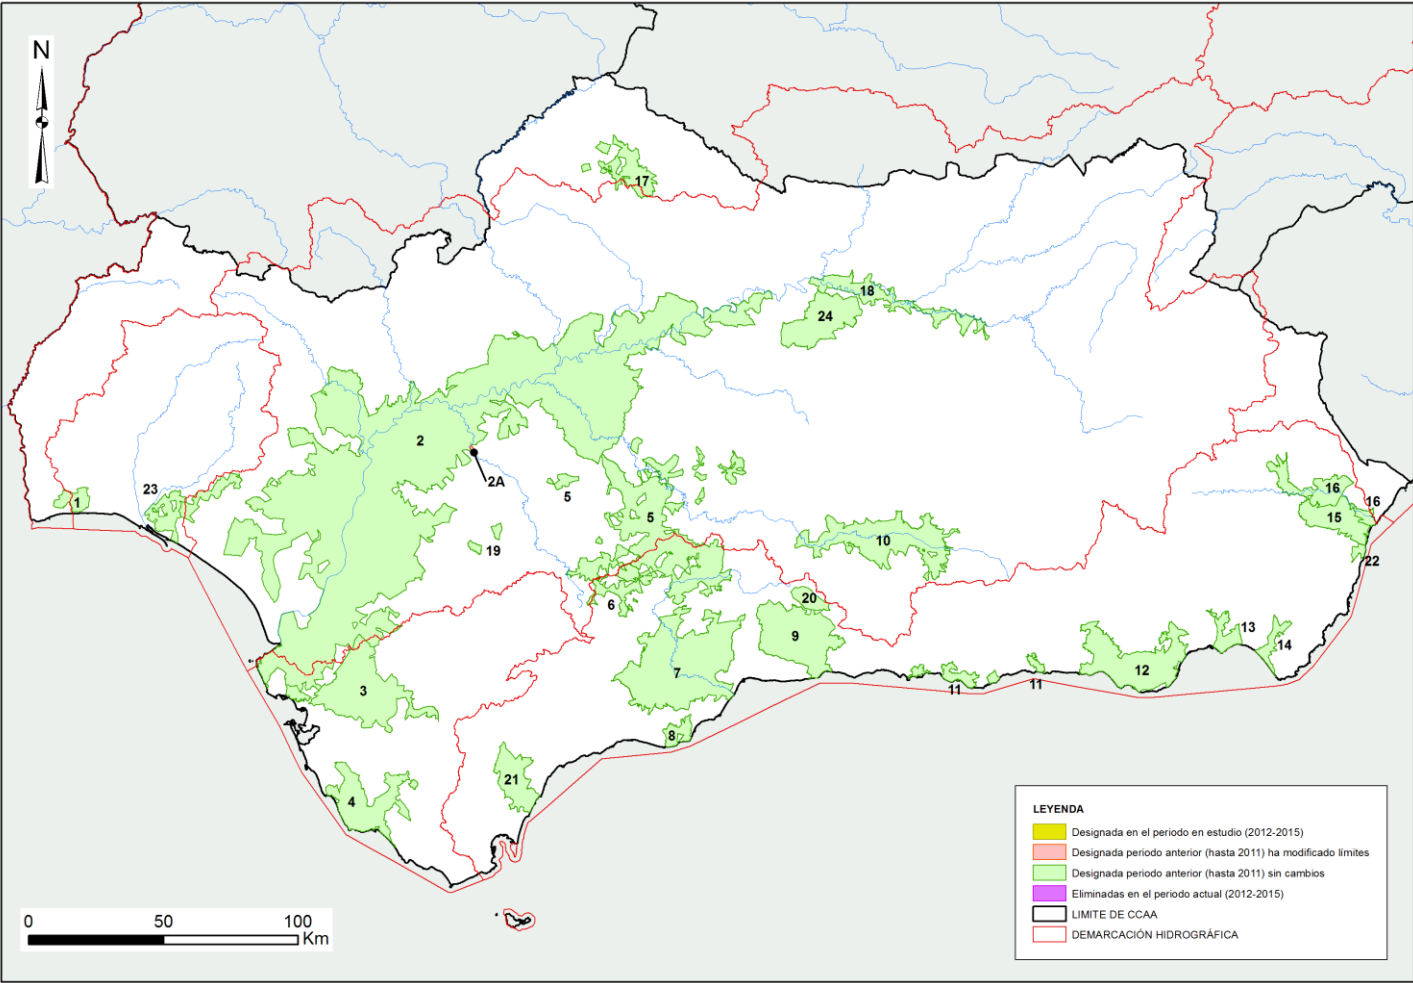 N
17
18
24
2
2A
23
1
5
5
16
16
15
19
10
22
6
20
9
13
14
7
12
3
11
11
8
21
4
LEYENDA
Designada en el periodo en estudio (2012-2015)
Designada periodo anterior (hasta 2011) ha modificado límites
Designada periodo anterior (hasta 2011) sin cambios
Eliminadas en el periodo actual (2012-2015)
LIMITE DE CCAA
DEMARCACIÓN HIDROGRÁFICA
0 50 100
Km